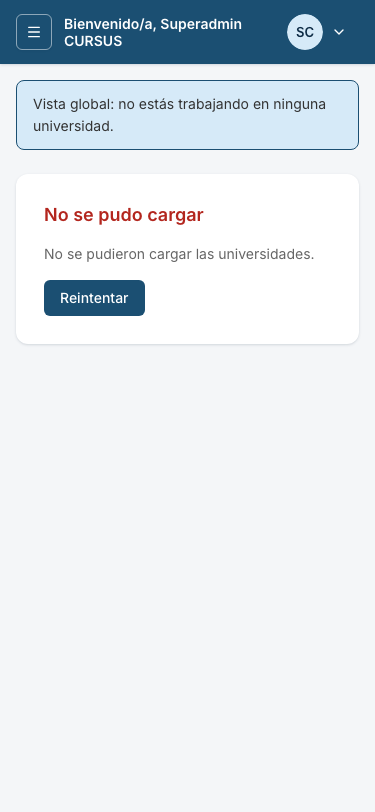 Bienvenido/a, Superadmin
CURSUS
SC
Vista global: no estás trabajando en ninguna
universidad.
No se pudo cargar
No se pudieron cargar las universidades.
Reintentar